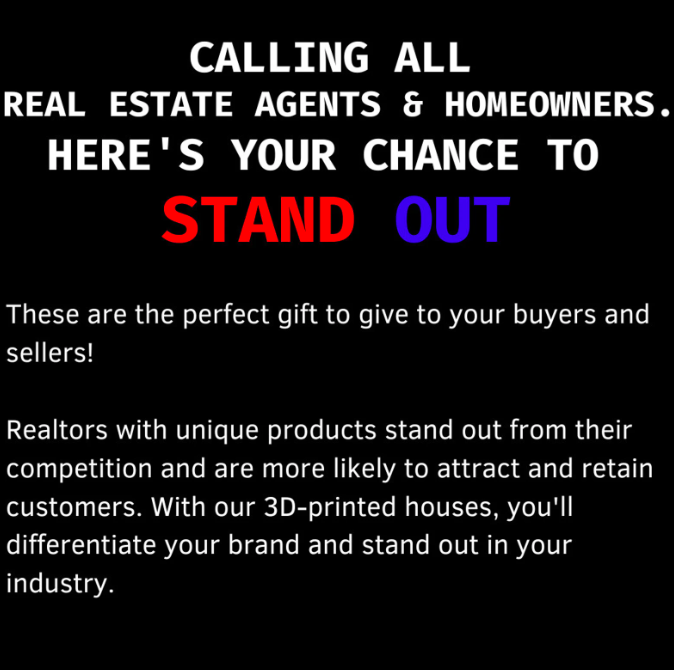 CALLING ALL
REAL ESTATE AGENTS & HOMEOWNERS.
HERE'S YOUR CHANCE TO
STAND OUT
These are the perfect gift to give to your buyers and
sellers!
Realtors with unique products stand out from their
competition and are more likely to attract and retain
customers. With our 3D-printed houses, you'll
differentiate your brand and stand out in your
industry.